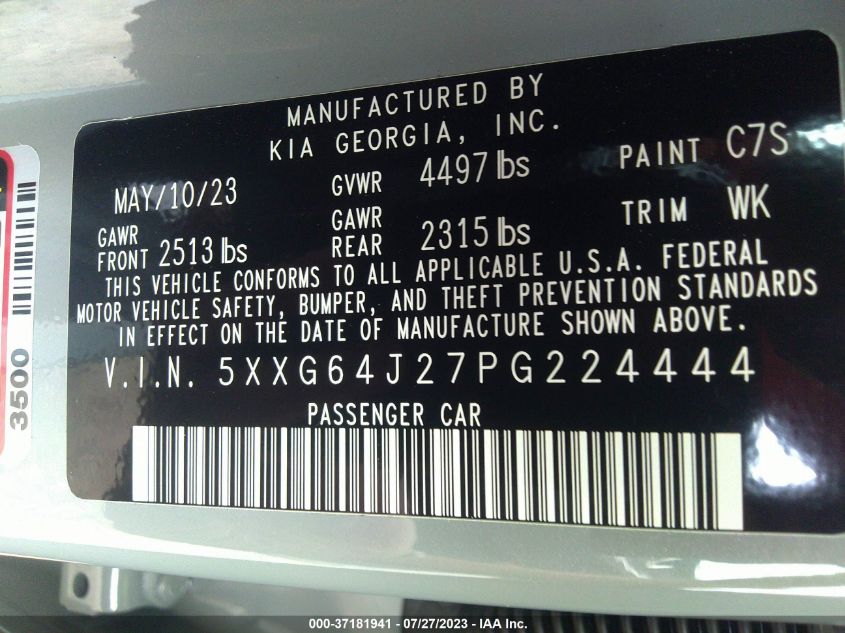 MANUFACTURED BY
KIA GEORGIA, INC.
MAY/10/23 GVWR 4497 lbs PAINT C7S
GAWR FRONT 2513 lbs GAWR REAR 2315 lbs TRIM WK
THIS VEHICLE CONFORMS TO ALL APPLICABLE U.S.A. FEDERAL
MOTOR VEHICLE SAFETY, BUMPER, AND THEFT PREVENTION STANDARDS
IN EFFECT ON THE DATE OF MANUFACTURE SHOWN ABOVE.
V.I.N. 5XXG64J27PG224444
PASSENGER CAR
3500
000-37181941 - 07/27/2023 - IAA Inc.